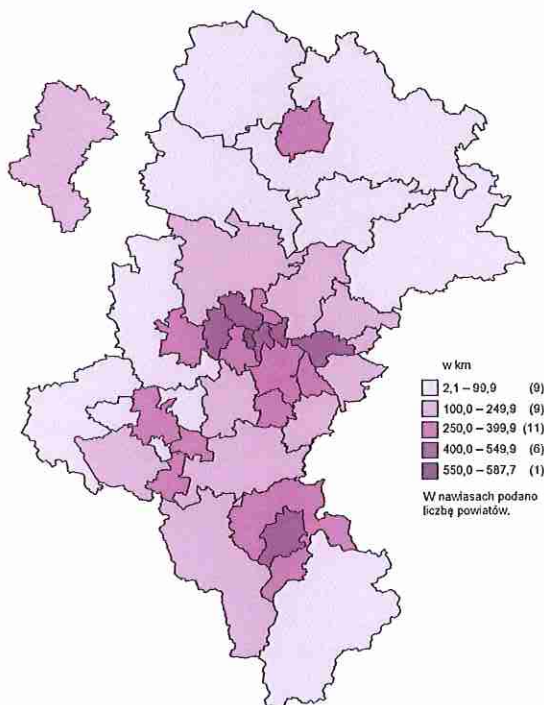 w km
2,1 – 99,9 (9)
100,0 – 249,9 (9)
250,0 – 399,9 (11)
400,0 – 549,9 (6)
550,0 – 587,7 (1)
W nawiasach podano
liczbę powiatów.